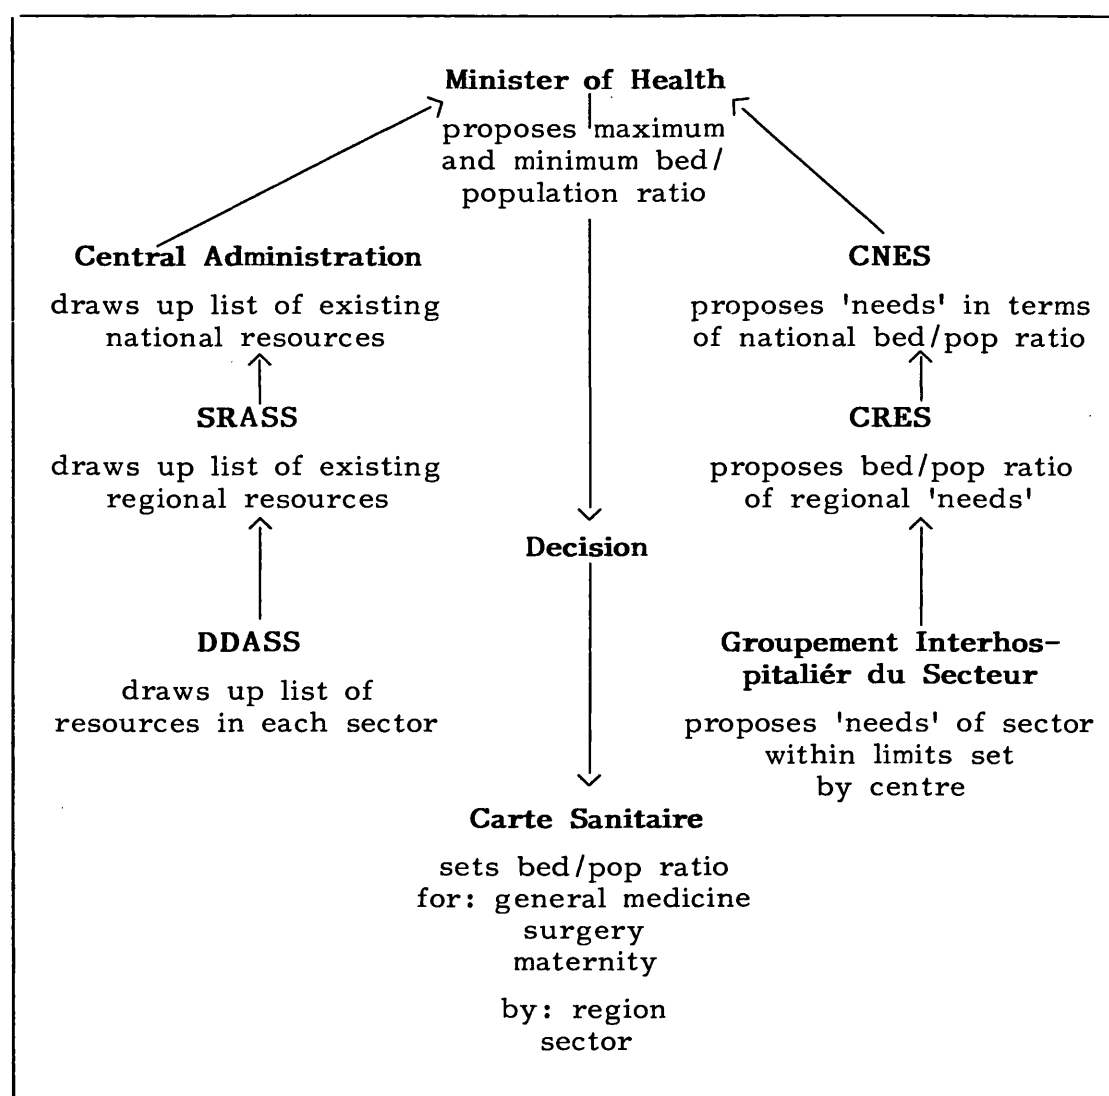 Minister of Health
proposes maximum
and minimum bed/
population ratio
Central Administration
draws up list of existing
national resources
SRASS
draws up list of existing
regional resources
DDASS
draws up list of
resources in each sector
CNES
proposes 'needs' in terms
of national bed/pop ratio
CRES
proposes bed/pop ratio
of regional 'needs'
Groupement Interhos-
pitaliér du Secteur
proposes 'needs' of sector
within limits set
by centre
Decision
Carte Sanitaire
sets bed/pop ratio
for: general medicine
surgery
maternity
by: region
sector